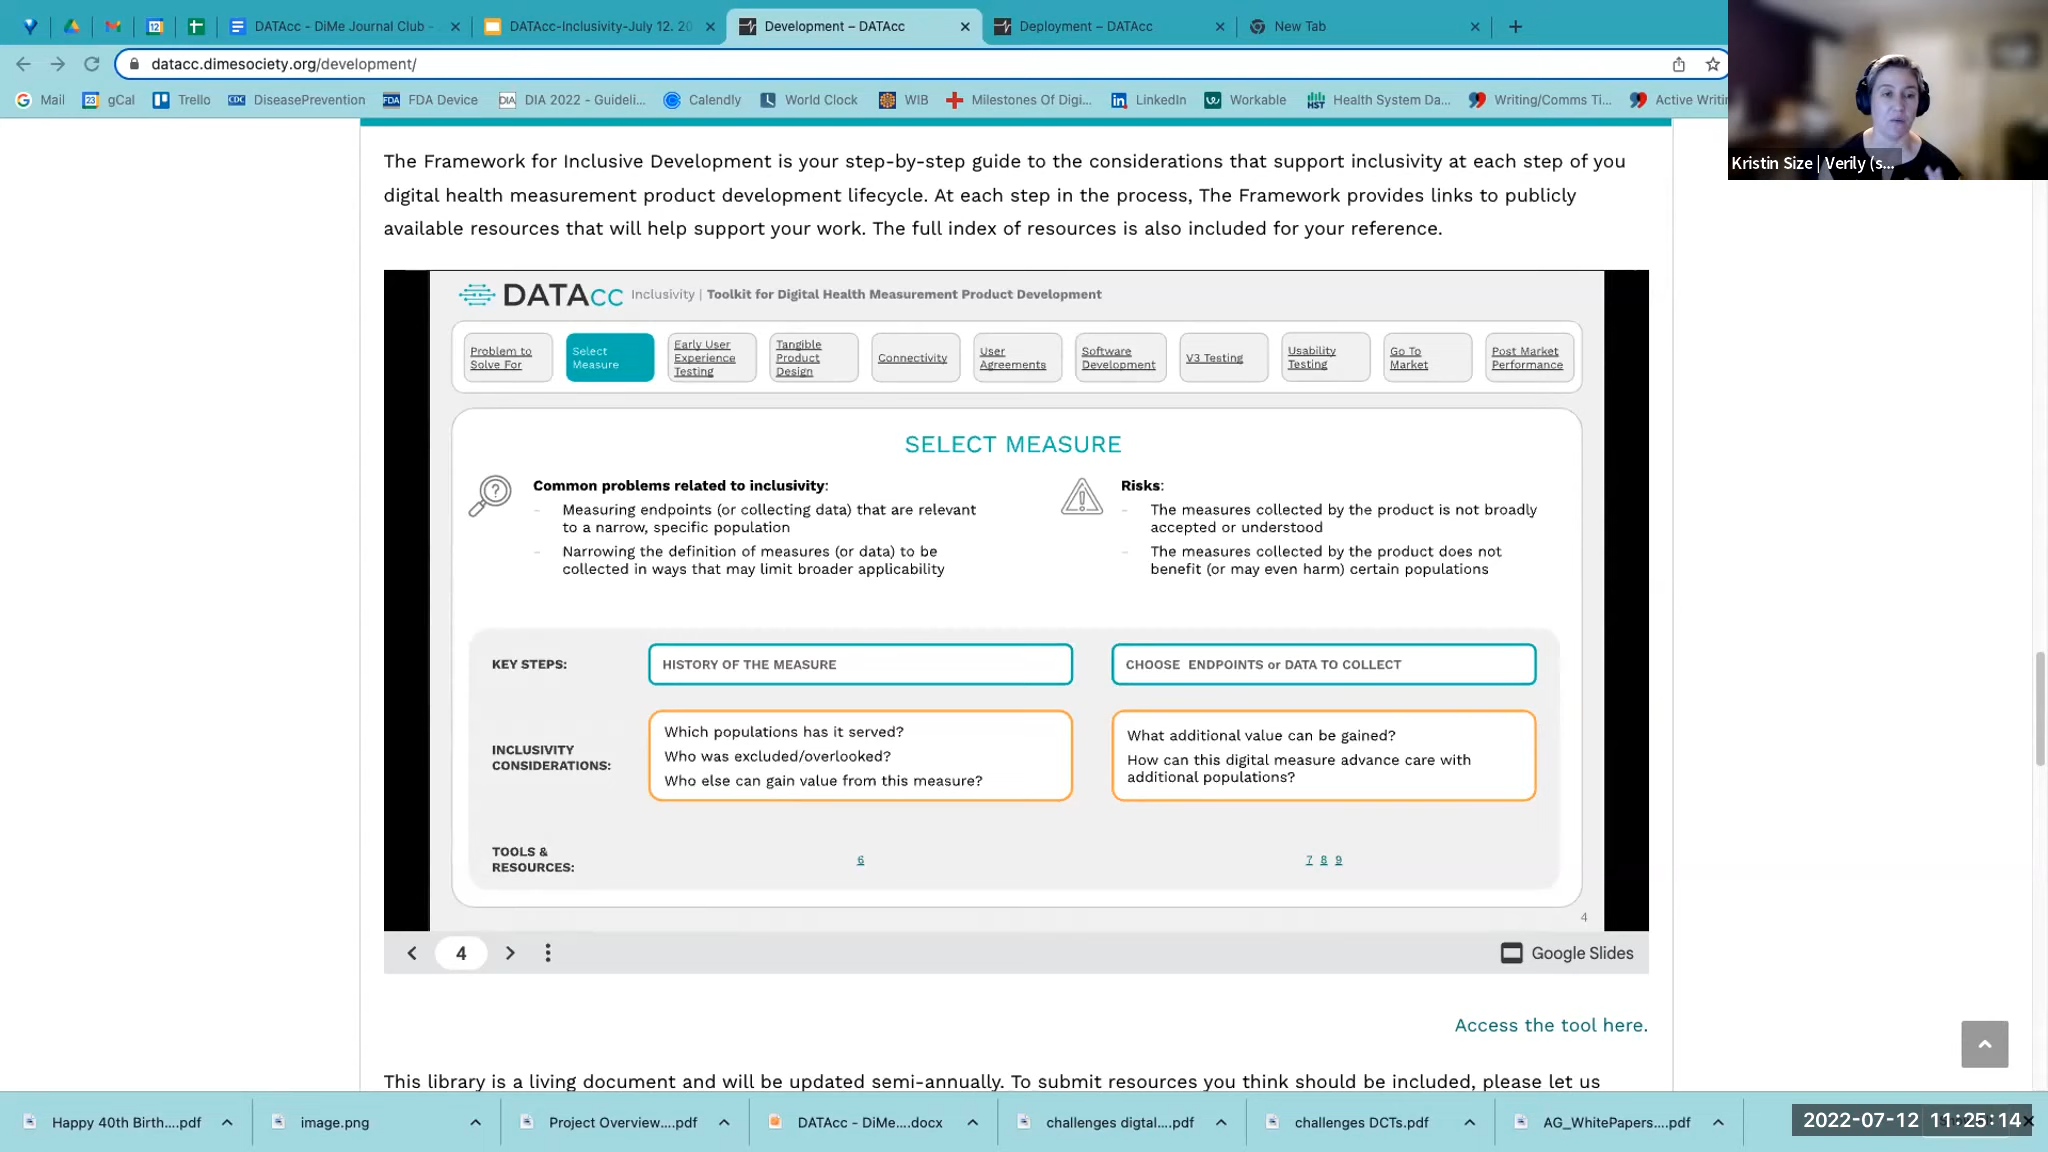 DATAcc - DiMe Journal Club -
DATAcc-Inclusivity-July 12. 20
Development – DATAcc
Deployment – DATAcc
New Tab
datacc.dimesociety.org/development/
Mail
gCal
Trello
CDC
DiseasePrevention
FDA
FDA Device
DIA
DIA 2022 - Guideli...
Calendly
World Clock
WIB
Milestones Of Digi...
LinkedIn
Workable
HST
Health System Da...
Writing/Comms Ti...
Active Writin
Kristin Size | Verily (s...
The Framework for Inclusive Development is your step-by-step guide to the considerations that support inclusivity at each step of you
digital health measurement product development lifecycle. At each step in the process, The Framework provides links to publicly
available resources that will help support your work. The full index of resources is also included for your reference.
DATAcc Inclusivity | Toolkit for Digital Health Measurement Product Development
Problem to
Solve For
Select
Measure
Early User
Experience
Testing
Tangible
Product
Design
Connectivity
User
Agreements
Software
Development
V3 Testing
Usability
Testing
Go To
Market
Post Market
Performance
SELECT MEASURE
Common problems related to inclusivity:
- Measuring endpoints (or collecting data) that are relevant
to a narrow, specific population
- Narrowing the definition of measures (or data) to be
collected in ways that may limit broader applicability
Risks:
- The measures collected by the product is not broadly
accepted or understood
- The measures collected by the product does not
benefit (or may even harm) certain populations
KEY STEPS:
HISTORY OF THE MEASURE
CHOOSE ENDPOINTS or DATA TO COLLECT
INCLUSIVITY
CONSIDERATIONS:
Which populations has it served?
Who was excluded/overlooked?
Who else can gain value from this measure?
What additional value can be gained?
How can this digital measure advance care with
additional populations?
TOOLS &
RESOURCES:
6
7 8 9
4
4
Google Slides
Access the tool here.
This library is a living document and will be updated semi-annually. To submit resources you think should be included, please let us
Happy 40th Birth....pdf
image.png
Project Overview....pdf
DATAcc - DiMe....docx
challenges digtal....pdf
challenges DCTs.pdf
AG_WhitePapers....pdf
2022-07-12 11:25:14